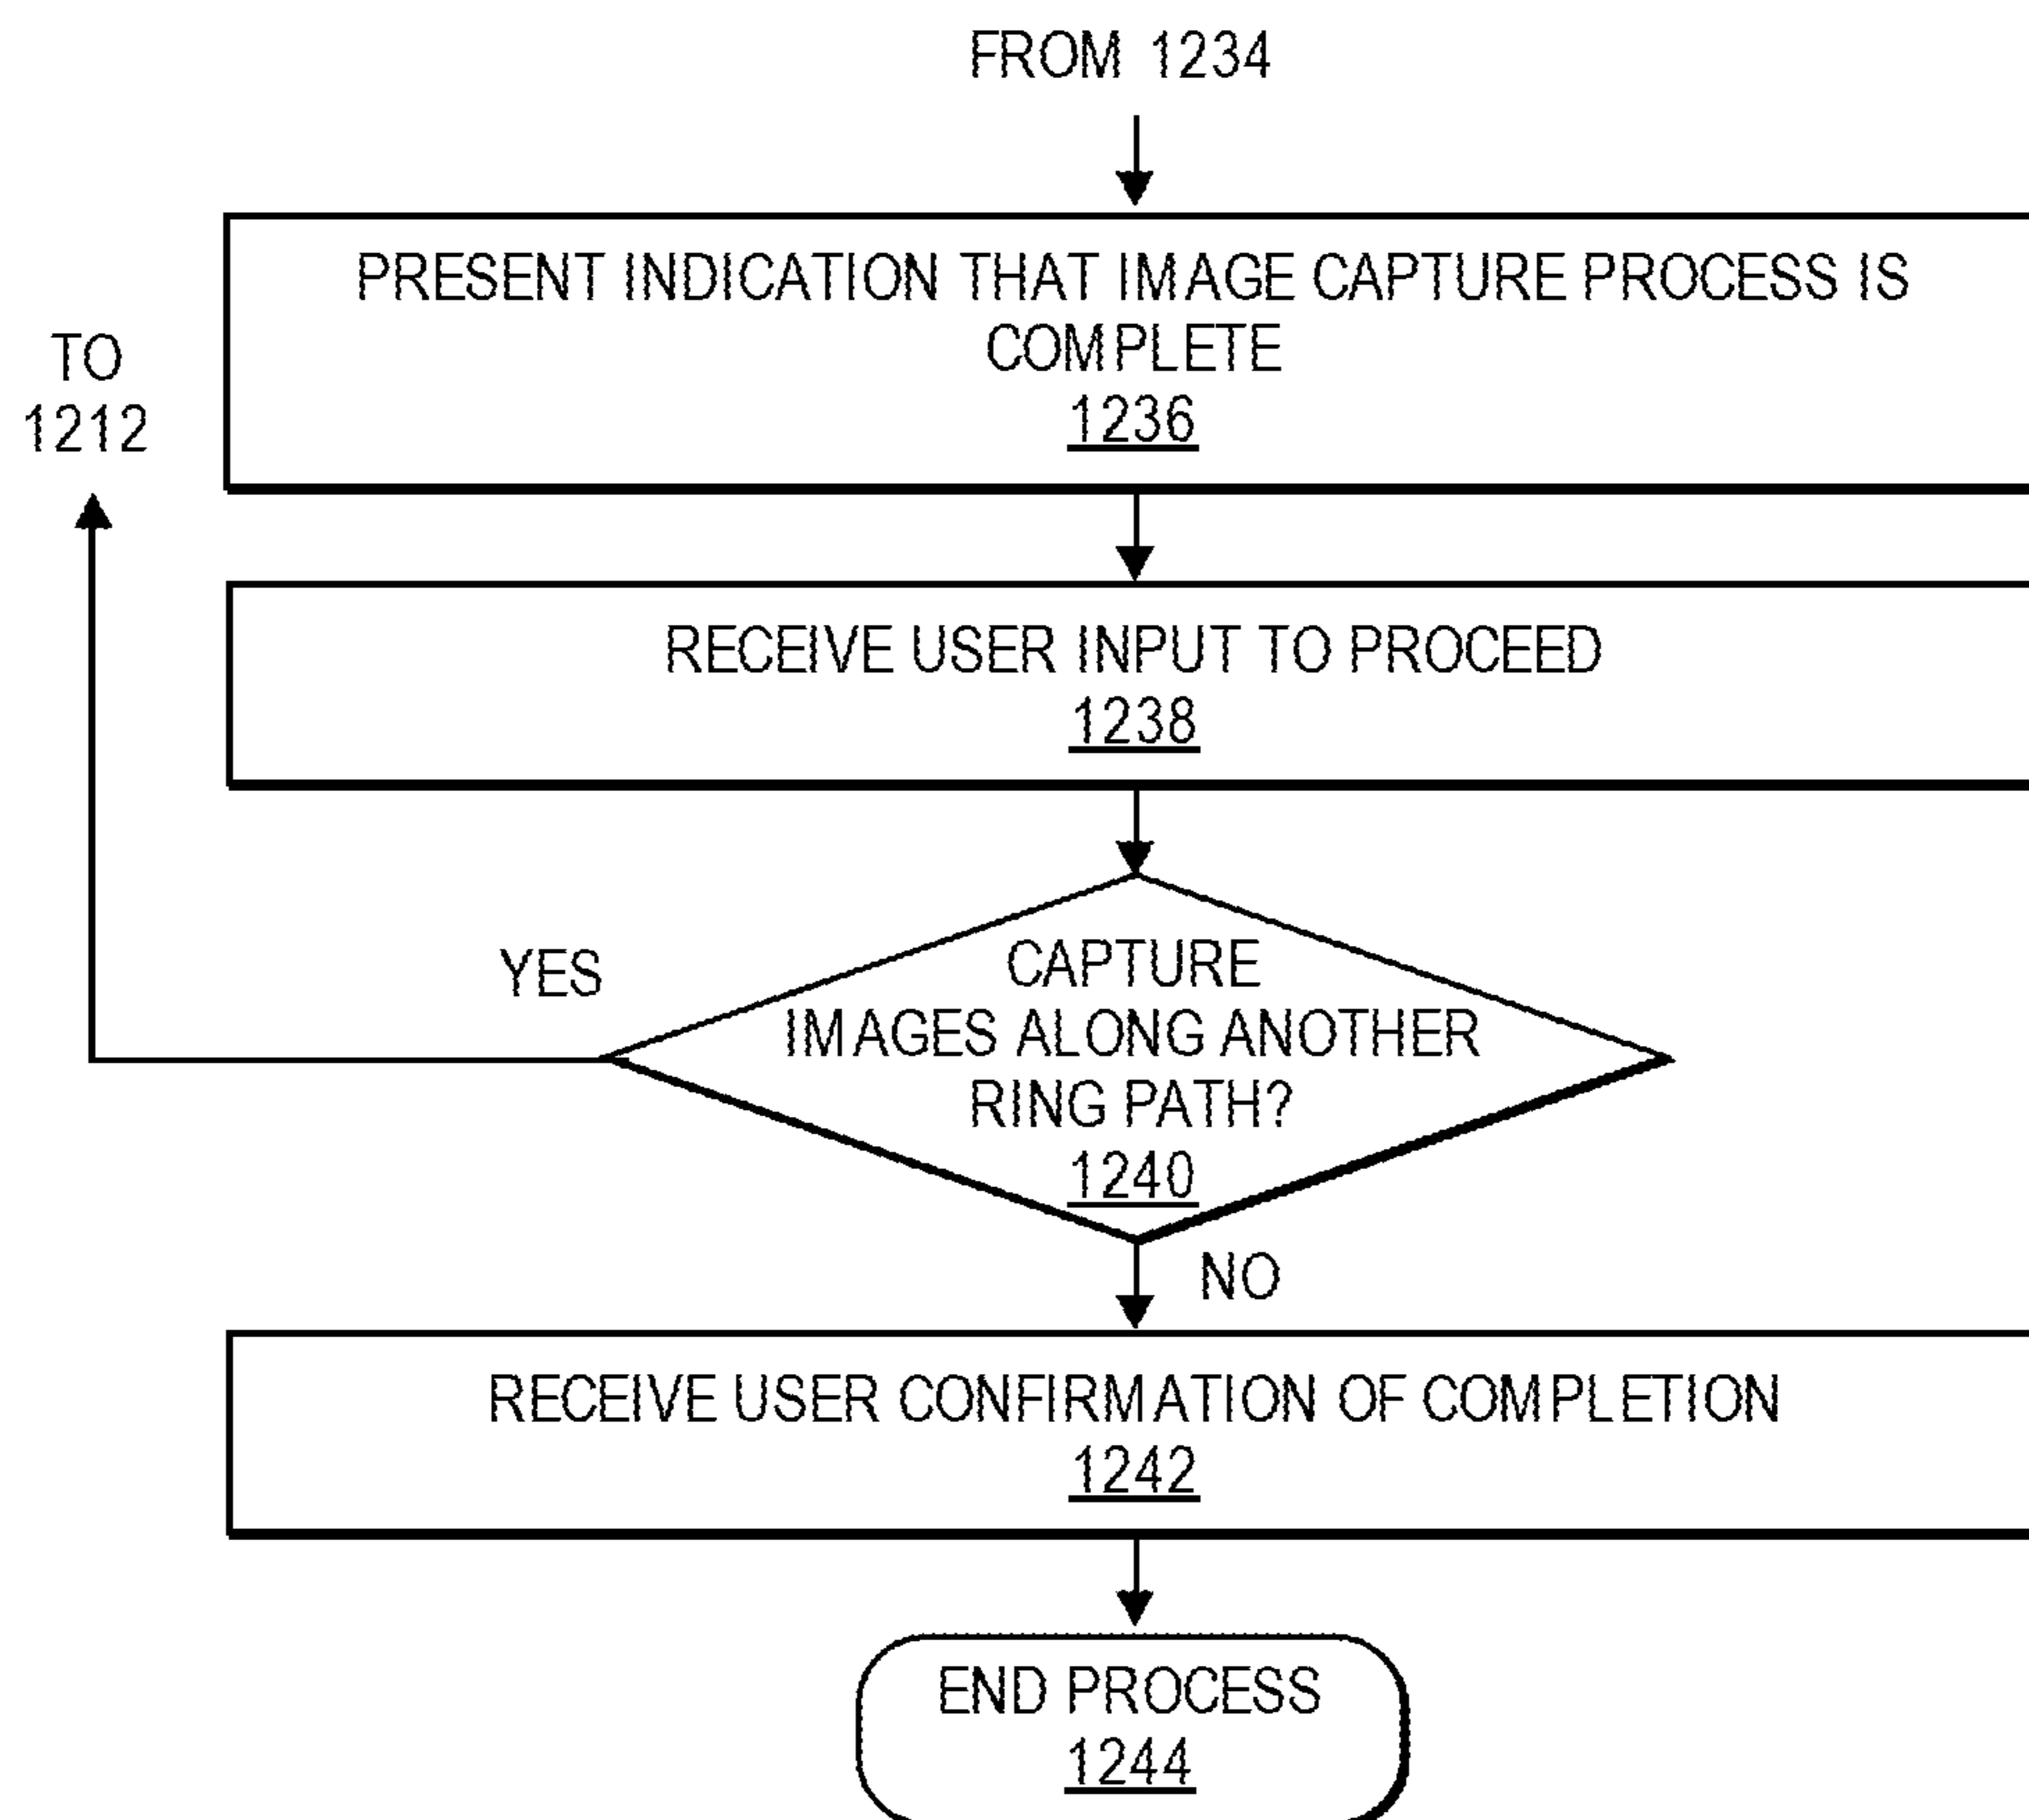 FROM 1234
PRESENT INDICATION THAT IMAGE CAPTURE PROCESS IS
COMPLETE
1236
TO
1212
RECEIVE USER INPUT TO PROCEED
1238
YES
CAPTURE
IMAGES ALONG ANOTHER
RING PATH?
1240
NO
RECEIVE USER CONFIRMATION OF COMPLETION
1242
END PROCESS
1244